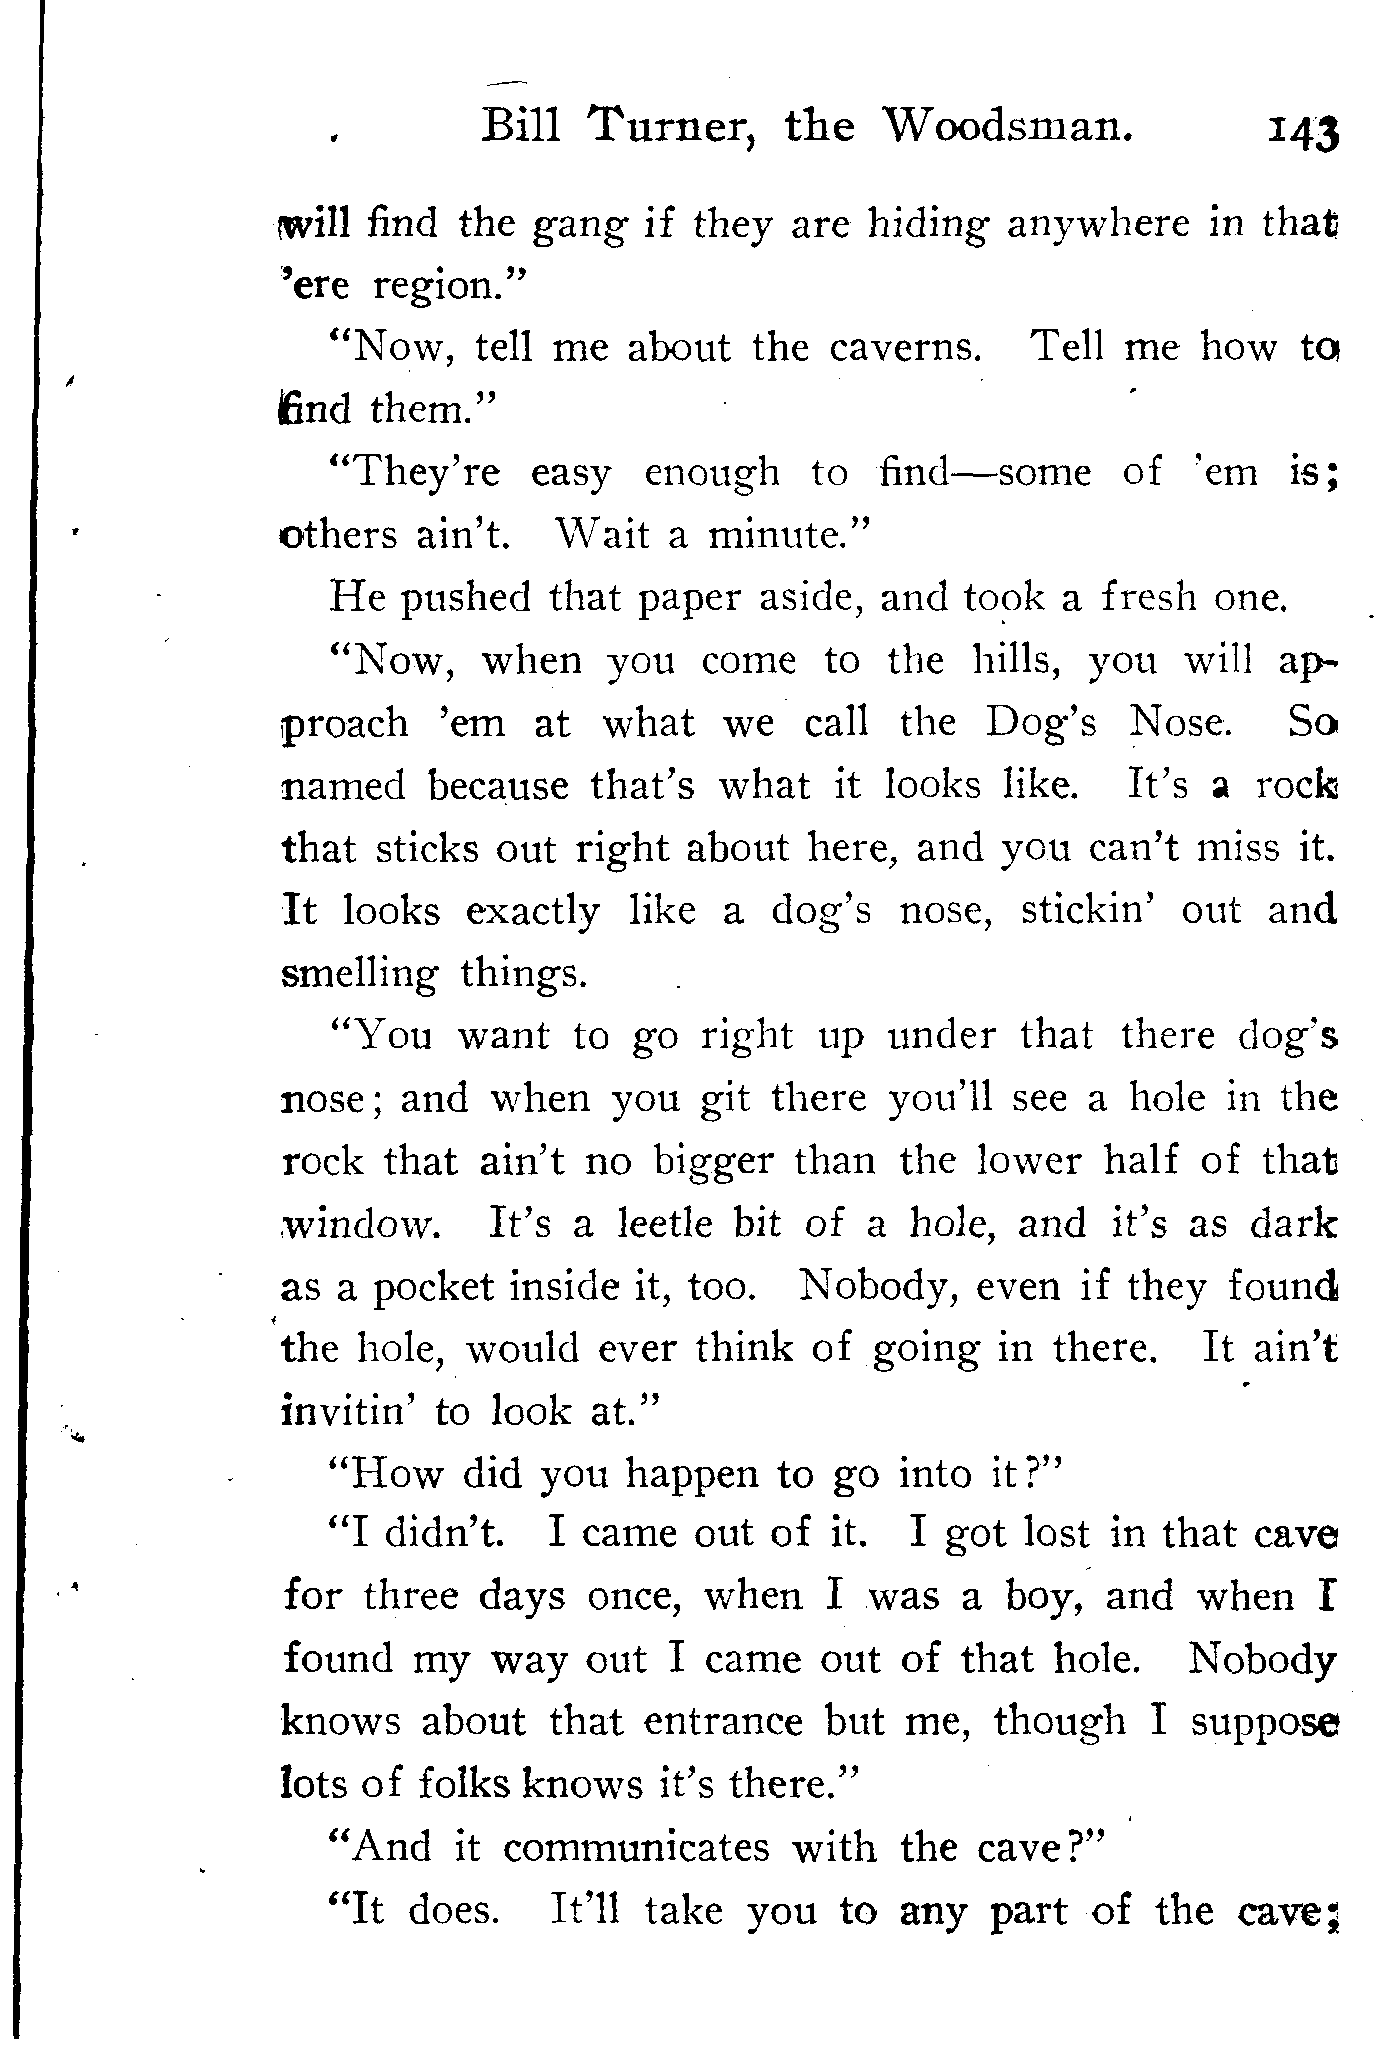 Bill Turner, the Woodsman. 143
will find the gang if they are hiding anywhere in that
’ere region.”
“Now, tell me about the caverns. Tell me how to
find them.”
“They’re easy enough to find—some of ’em is;
others ain’t. Wait a minute.”
He pushed that paper aside, and took a fresh one.
“Now, when you come to the hills, you will ap-
proach ’em at what we call the Dog’s Nose. So
named because that’s what it looks like. It’s a rock
that sticks out right about here, and you can’t miss it.
It looks exactly like a dog’s nose, stickin’ out and
smelling things.
“You want to go right up under that there dog’s
nose; and when you git there you’ll see a hole in the
rock that ain’t no bigger than the lower half of that
window. It’s a leetle bit of a hole, and it’s as dark
as a pocket inside it, too. Nobody, even if they found
the hole, would ever think of going in there. It ain’t
invitin’ to look at.”
“How did you happen to go into it?”
“I didn’t. I came out of it. I got lost in that cave
for three days once, when I was a boy, and when I
found my way out I came out of that hole. Nobody
knows about that entrance but me, though I suppose
lots of folks knows it’s there.”
“And it communicates with the cave?”
“It does. It’ll take you to any part of the cave;